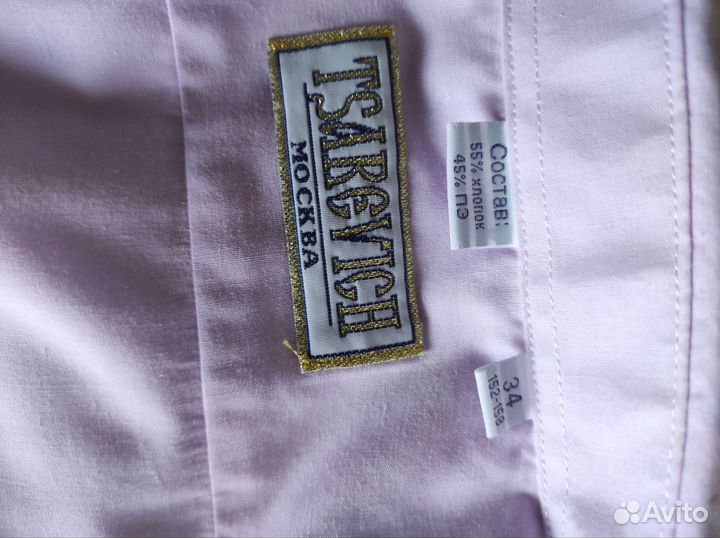 TSAREVICH
МОСКВА
Состав:
55% хлопок
45% ПЭ
34
152-158
Avito